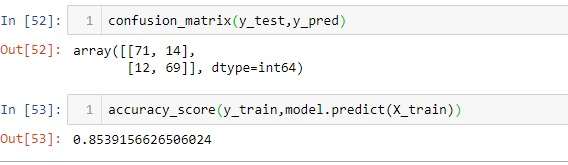 In [52]: 1 confusion_matrix(y_test,y_pred)
Out[52]: array([[71, 14],
[12, 69]], dtype=int64)
In [53]: 1 accuracy_score(y_train,model.predict(X_train))
Out[53]: 0.8539156626506024